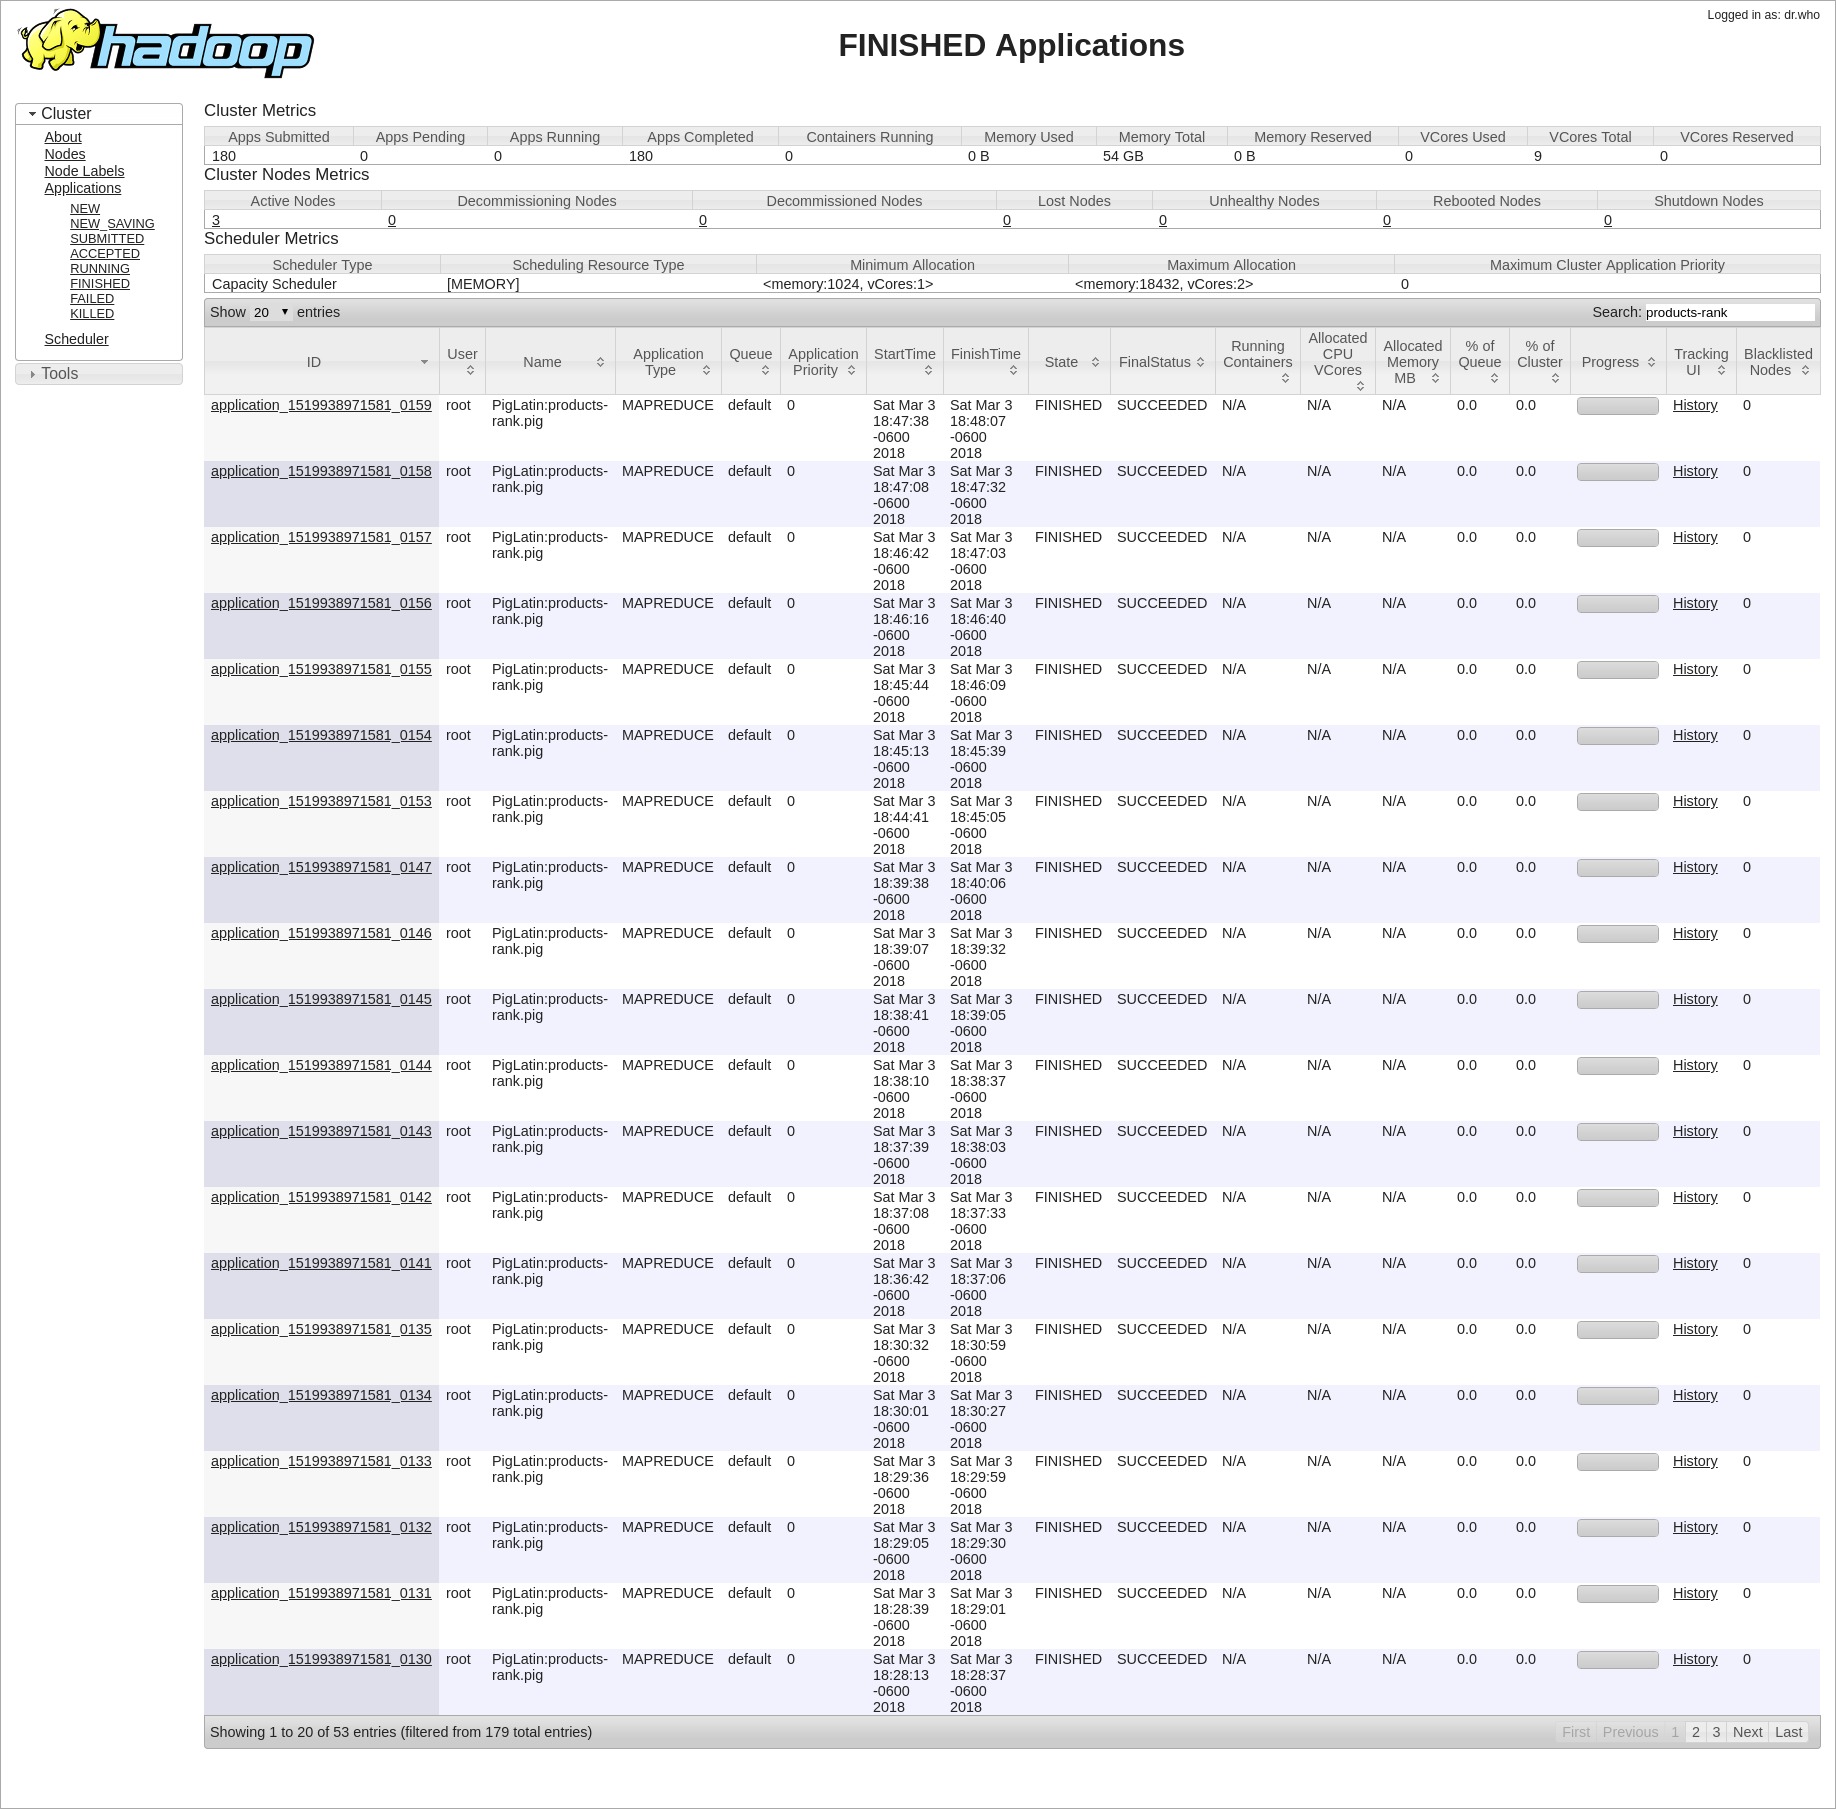 Logged in as: dr.who
hadoop
FINISHED Applications
Cluster
About
Nodes
Node Labels
Applications
NEW
NEW_SAVING
SUBMITTED
ACCEPTED
RUNNING
FINISHED
FAILED
KILLED
Scheduler
Tools
Cluster Metrics
Apps Submitted Apps Pending Apps Running Apps Completed Containers Running Memory Used Memory Total Memory Reserved VCores Used VCores Total VCores Reserved
180 0 0 180 0 0 B 54 GB 0 B 0 9 0
Cluster Nodes Metrics
Active Nodes Decommissioning Nodes Decommissioned Nodes Lost Nodes Unhealthy Nodes Rebooted Nodes Shutdown Nodes
3 0 0 0 0 0 0
Scheduler Metrics
Scheduler Type Scheduling Resource Type Minimum Allocation Maximum Allocation Maximum Cluster Application Priority
Capacity Scheduler [MEMORY] <memory:1024, vCores:1> <memory:18432, vCores:2> 0
Show 20 entries Search: products-rank
ID User Name Application Type Queue Application Priority StartTime FinishTime State FinalStatus Running Containers Allocated CPU VCores Allocated Memory MB % of Queue % of Cluster Progress Tracking UI Blacklisted Nodes
application_1519938971581_0159 root PigLatin:products- MAPREDUCE default 0 Sat Mar 3 Sat Mar 3 FINISHED SUCCEEDED N/A N/A N/A 0.0 0.0 History 0
rank.pig 18:47:38 18:48:07
-0600 -0600
2018 2018
application_1519938971581_0158 root PigLatin:products- MAPREDUCE default 0 Sat Mar 3 Sat Mar 3 FINISHED SUCCEEDED N/A N/A N/A 0.0 0.0 History 0
rank.pig 18:47:08 18:47:32
-0600 -0600
2018 2018
application_1519938971581_0157 root PigLatin:products- MAPREDUCE default 0 Sat Mar 3 Sat Mar 3 FINISHED SUCCEEDED N/A N/A N/A 0.0 0.0 History 0
rank.pig 18:46:42 18:47:03
-0600 -0600
2018 2018
application_1519938971581_0156 root PigLatin:products- MAPREDUCE default 0 Sat Mar 3 Sat Mar 3 FINISHED SUCCEEDED N/A N/A N/A 0.0 0.0 History 0
rank.pig 18:46:16 18:46:40
-0600 -0600
2018 2018
application_1519938971581_0155 root PigLatin:products- MAPREDUCE default 0 Sat Mar 3 Sat Mar 3 FINISHED SUCCEEDED N/A N/A N/A 0.0 0.0 History 0
rank.pig 18:45:44 18:46:09
-0600 -0600
2018 2018
application_1519938971581_0154 root PigLatin:products- MAPREDUCE default 0 Sat Mar 3 Sat Mar 3 FINISHED SUCCEEDED N/A N/A N/A 0.0 0.0 History 0
rank.pig 18:45:13 18:45:39
-0600 -0600
2018 2018
application_1519938971581_0153 root PigLatin:products- MAPREDUCE default 0 Sat Mar 3 Sat Mar 3 FINISHED SUCCEEDED N/A N/A N/A 0.0 0.0 History 0
rank.pig 18:44:41 18:45:05
-0600 -0600
2018 2018
application_1519938971581_0147 root PigLatin:products- MAPREDUCE default 0 Sat Mar 3 Sat Mar 3 FINISHED SUCCEEDED N/A N/A N/A 0.0 0.0 History 0
rank.pig 18:39:38 18:40:06
-0600 -0600
2018 2018
application_1519938971581_0146 root PigLatin:products- MAPREDUCE default 0 Sat Mar 3 Sat Mar 3 FINISHED SUCCEEDED N/A N/A N/A 0.0 0.0 History 0
rank.pig 18:39:07 18:39:32
-0600 -0600
2018 2018
application_1519938971581_0145 root PigLatin:products- MAPREDUCE default 0 Sat Mar 3 Sat Mar 3 FINISHED SUCCEEDED N/A N/A N/A 0.0 0.0 History 0
rank.pig 18:38:41 18:39:05
-0600 -0600
2018 2018
application_1519938971581_0144 root PigLatin:products- MAPREDUCE default 0 Sat Mar 3 Sat Mar 3 FINISHED SUCCEEDED N/A N/A N/A 0.0 0.0 History 0
rank.pig 18:38:10 18:38:37
-0600 -0600
2018 2018
application_1519938971581_0143 root PigLatin:products- MAPREDUCE default 0 Sat Mar 3 Sat Mar 3 FINISHED SUCCEEDED N/A N/A N/A 0.0 0.0 History 0
rank.pig 18:37:39 18:38:03
-0600 -0600
2018 2018
application_1519938971581_0142 root PigLatin:products- MAPREDUCE default 0 Sat Mar 3 Sat Mar 3 FINISHED SUCCEEDED N/A N/A N/A 0.0 0.0 History 0
rank.pig 18:37:08 18:37:33
-0600 -0600
2018 2018
application_1519938971581_0141 root PigLatin:products- MAPREDUCE default 0 Sat Mar 3 Sat Mar 3 FINISHED SUCCEEDED N/A N/A N/A 0.0 0.0 History 0
rank.pig 18:36:42 18:37:06
-0600 -0600
2018 2018
application_1519938971581_0135 root PigLatin:products- MAPREDUCE default 0 Sat Mar 3 Sat Mar 3 FINISHED SUCCEEDED N/A N/A N/A 0.0 0.0 History 0
rank.pig 18:30:32 18:30:59
-0600 -0600
2018 2018
application_1519938971581_0134 root PigLatin:products- MAPREDUCE default 0 Sat Mar 3 Sat Mar 3 FINISHED SUCCEEDED N/A N/A N/A 0.0 0.0 History 0
rank.pig 18:30:01 18:30:27
-0600 -0600
2018 2018
application_1519938971581_0133 root PigLatin:products- MAPREDUCE default 0 Sat Mar 3 Sat Mar 3 FINISHED SUCCEEDED N/A N/A N/A 0.0 0.0 History 0
rank.pig 18:29:36 18:29:59
-0600 -0600
2018 2018
application_1519938971581_0132 root PigLatin:products- MAPREDUCE default 0 Sat Mar 3 Sat Mar 3 FINISHED SUCCEEDED N/A N/A N/A 0.0 0.0 History 0
rank.pig 18:29:05 18:29:30
-0600 -0600
2018 2018
application_1519938971581_0131 root PigLatin:products- MAPREDUCE default 0 Sat Mar 3 Sat Mar 3 FINISHED SUCCEEDED N/A N/A N/A 0.0 0.0 History 0
rank.pig 18:28:39 18:29:01
-0600 -0600
2018 2018
application_1519938971581_0130 root PigLatin:products- MAPREDUCE default 0 Sat Mar 3 Sat Mar 3 FINISHED SUCCEEDED N/A N/A N/A 0.0 0.0 History 0
rank.pig 18:28:13 18:28:37
-0600 -0600
2018 2018
Showing 1 to 20 of 53 entries (filtered from 179 total entries) First Previous 1 2 3 Next Last